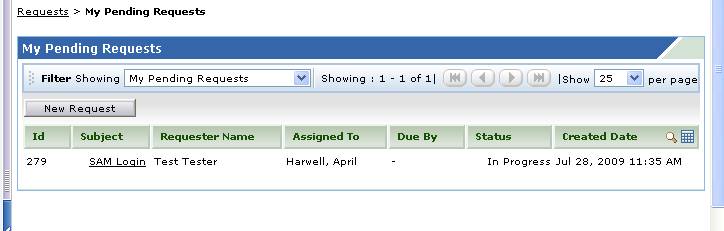 Requests > My Pending Requests
My Pending Requests
Filter Showing My Pending Requests Showing : 1 - 1 of 1| |Show 25 per page
New Request
Id Subject Requester Name Assigned To Due By Status Created Date
279 SAM Login Test Tester Harwell, April - In Progress Jul 28, 2009 11:35 AM